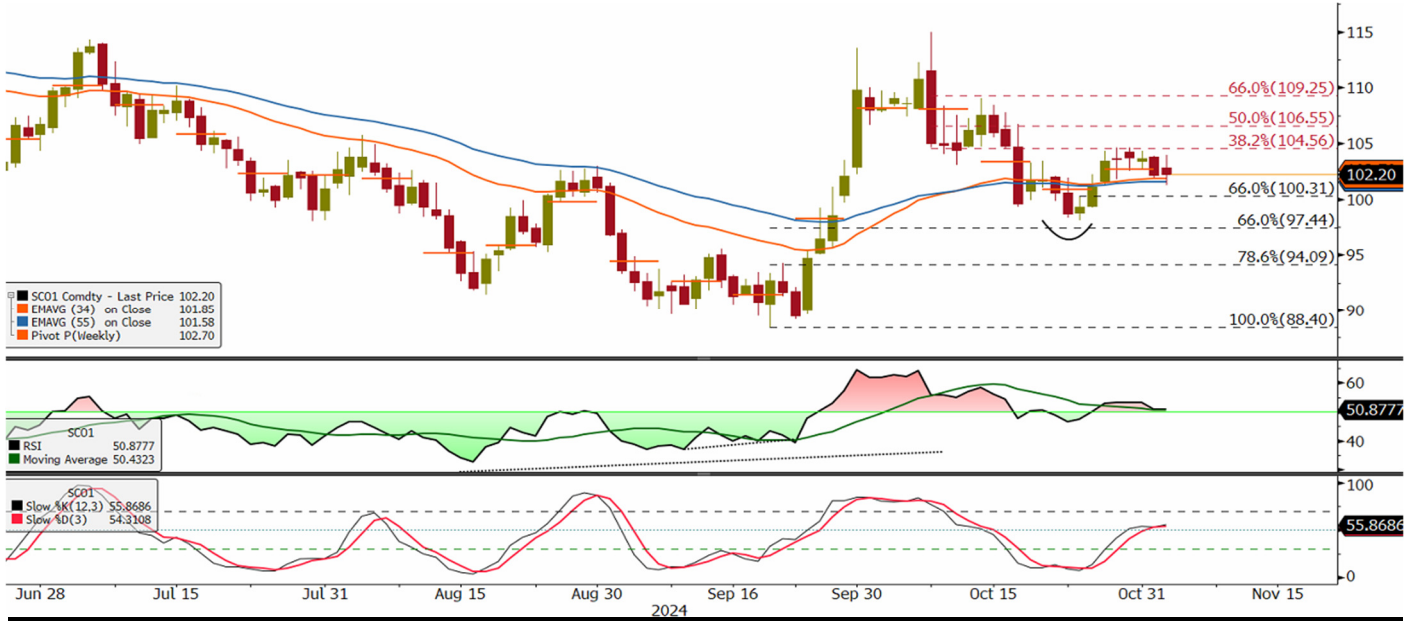 115
66.0%(109.25)
110
50.0%(106.55)
105
38.2%(104.56)
102.20
66.0%(100.31)
100
66.0%(97.44)
95
78.6%(94.09)
90
100.0%(88.40)
SCO1 Comdty - Last Price 102.20
EMAVG (34) on Close 101.85
EMAVG (55) on Close 101.58
Pivot P(Weekly) 102.70
60
50.8777
40
SCO1
RSI 50.8777
Moving Average 50.4323
100
55.8686
0
SCO1
Slow %K(12,3) 55.8686
Slow %D(3) 54.3108
Jun 28 Jul 15 Jul 31 Aug 15 Aug 30 Sep 16 Sep 30 Oct 15 Oct 31 Nov 15
2024